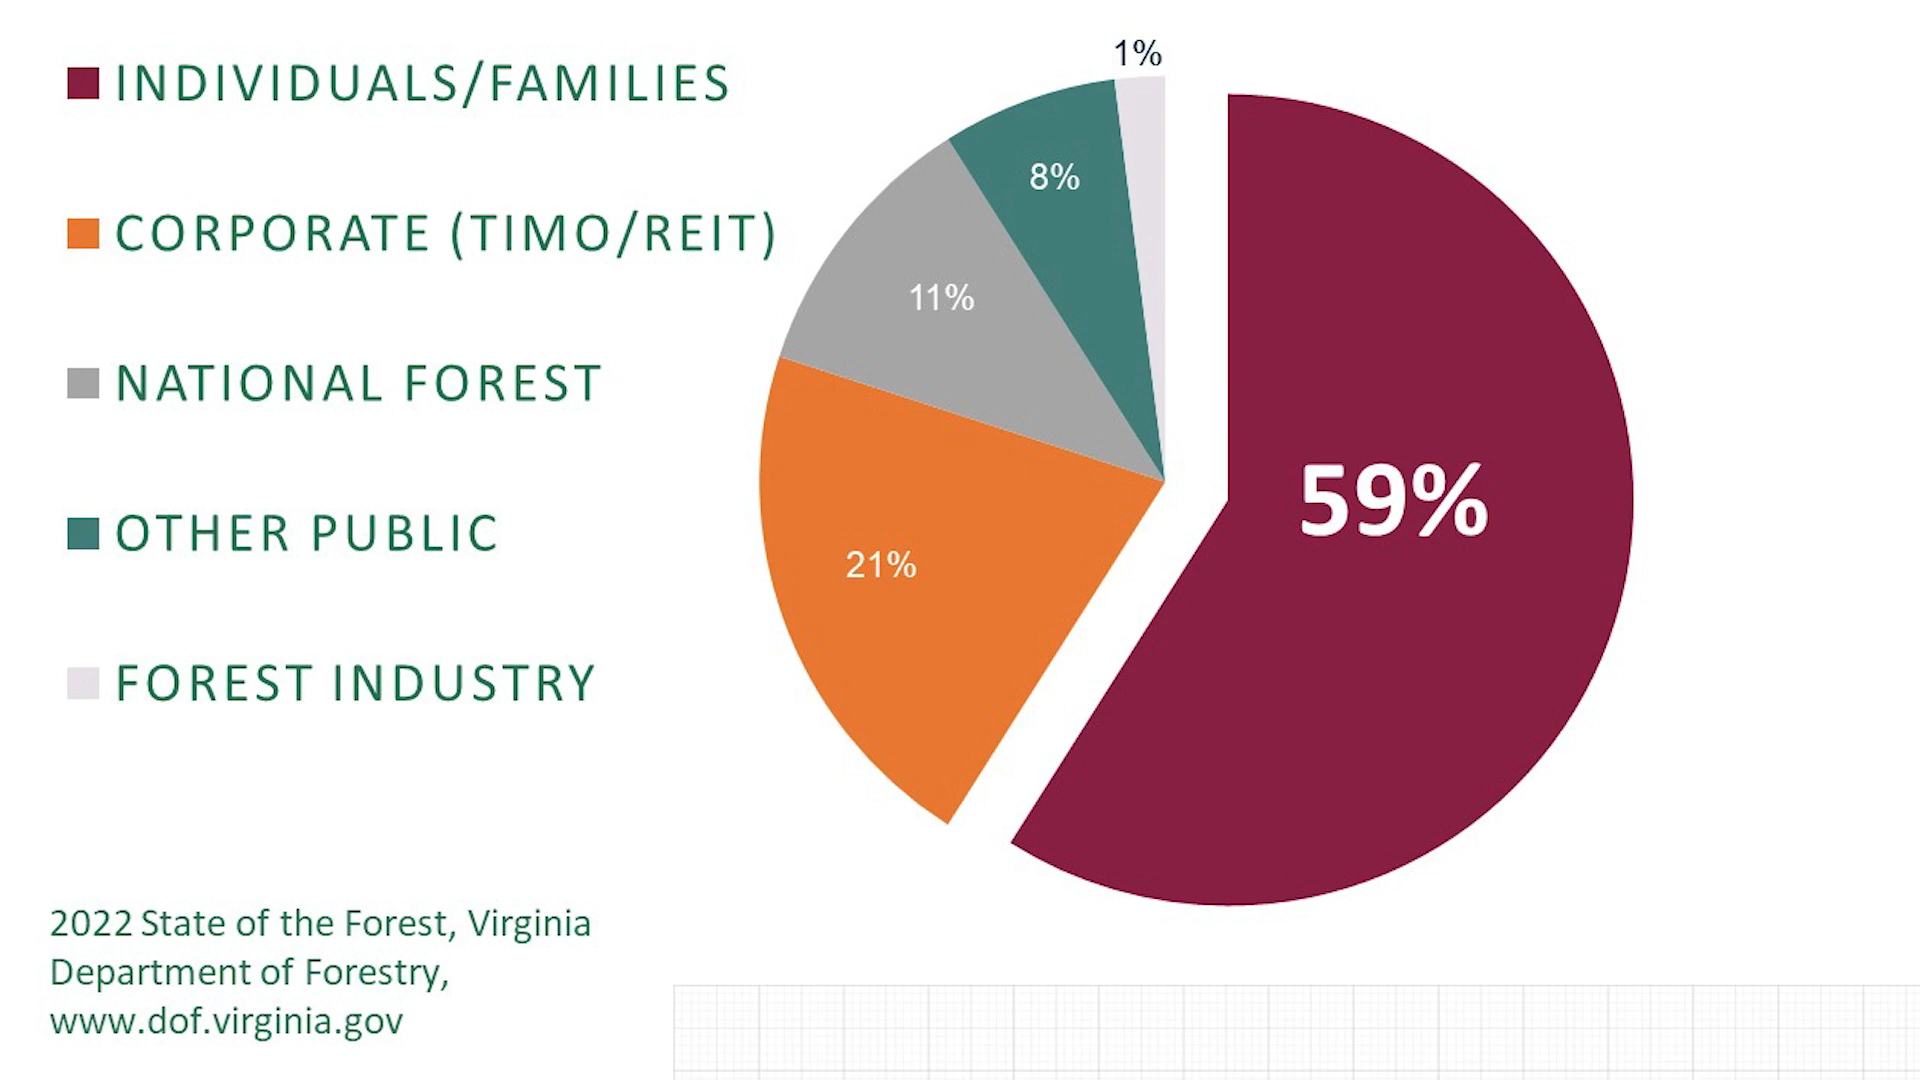 INDIVIDUALS/FAMILIES
CORPORATE (TIMO/REIT)
NATIONAL FOREST
OTHER PUBLIC
FOREST INDUSTRY
1%
8%
11%
21%
59%
2022 State of the Forest, Virginia
Department of Forestry,
www.dof.virginia.gov